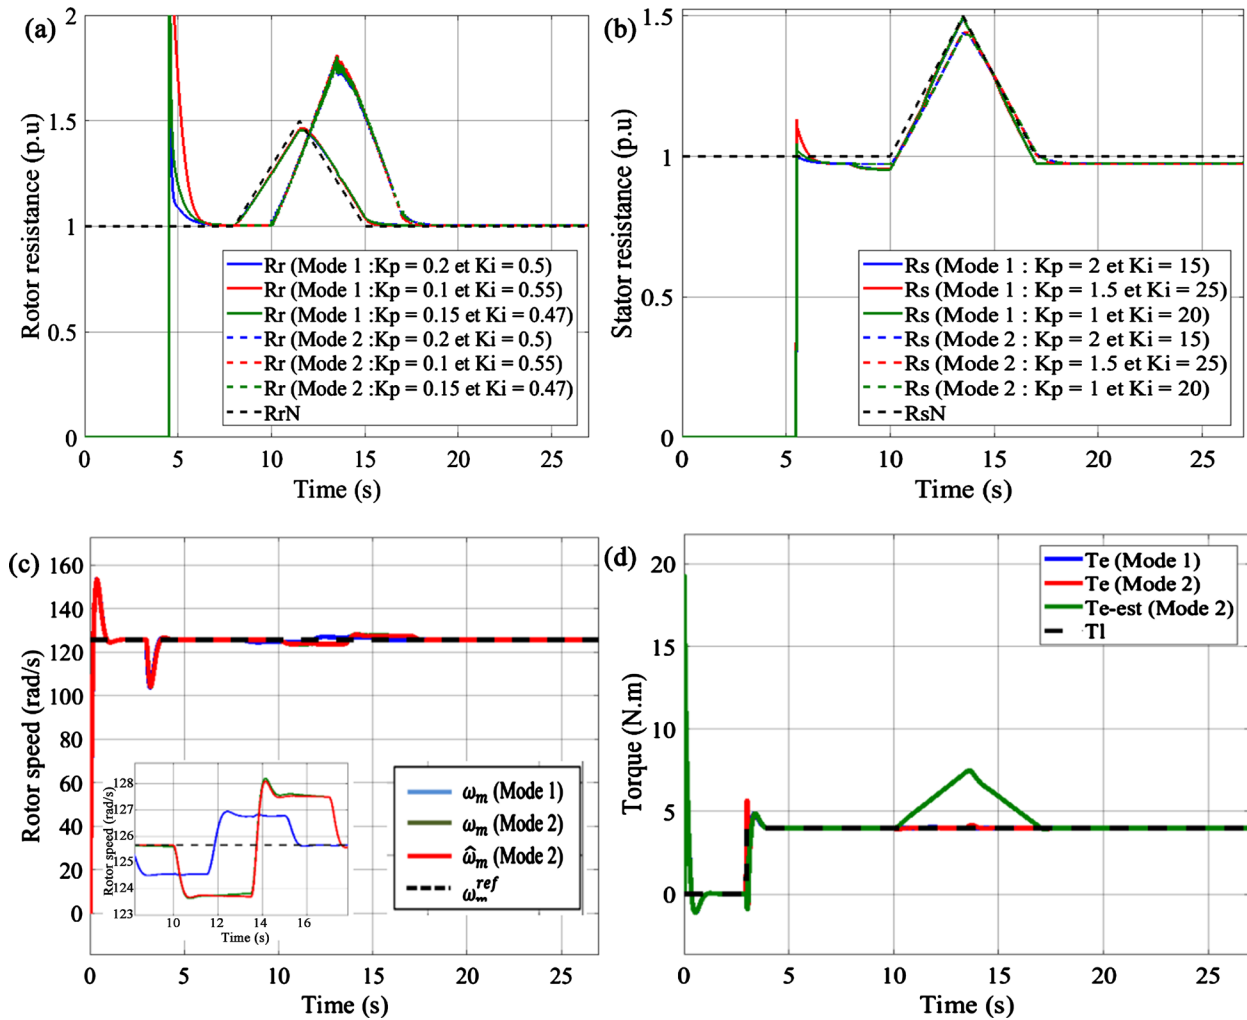 (a)
Rotor resistance (p.u)
2
1.5
1
0.5
0
0 5 10 15 20 25
Time (s)
Rr (Mode 1 :Kp = 0.2 et Ki = 0.5)
Rr (Mode 1 :Kp = 0.1 et Ki = 0.55)
Rr (Mode 1 :Kp = 0.15 et Ki = 0.47)
Rr (Mode 2 :Kp = 0.2 et Ki = 0.5)
Rr (Mode 2 :Kp = 0.1 et Ki = 0.55)
Rr (Mode 2 :Kp = 0.15 et Ki = 0.47)
RrN
(b)
Stator resistance (p.u)
1.5
1
0.5
0
0 5 10 15 20 25
Time (s)
Rs (Mode 1 : Kp = 2 et Ki = 15)
Rs (Mode 1 : Kp = 1.5 et Ki = 25)
Rs (Mode 1 : Kp = 1 et Ki = 20)
Rs (Mode 2 : Kp = 2 et Ki = 15)
Rs (Mode 2 : Kp = 1.5 et Ki = 25)
Rs (Mode 2 : Kp = 1 et Ki = 20)
RsN
(c)
Rotor speed (rad/s)
160
140
120
100
80
60
40
20
0
0 5 10 15 20 25
Time (s)
Rotor speed (rad/s)
128
127
126
125
124
123
10 12 14 16
Time (s)
ωm (Mode 1)
ωm (Mode 2)
ω̂m (Mode 2)
ωm^ref
(d)
Torque (N.m)
20
15
10
5
0
0 5 10 15 20 25
Time (s)
Te (Mode 1)
Te (Mode 2)
Te-est (Mode 2)
Tl